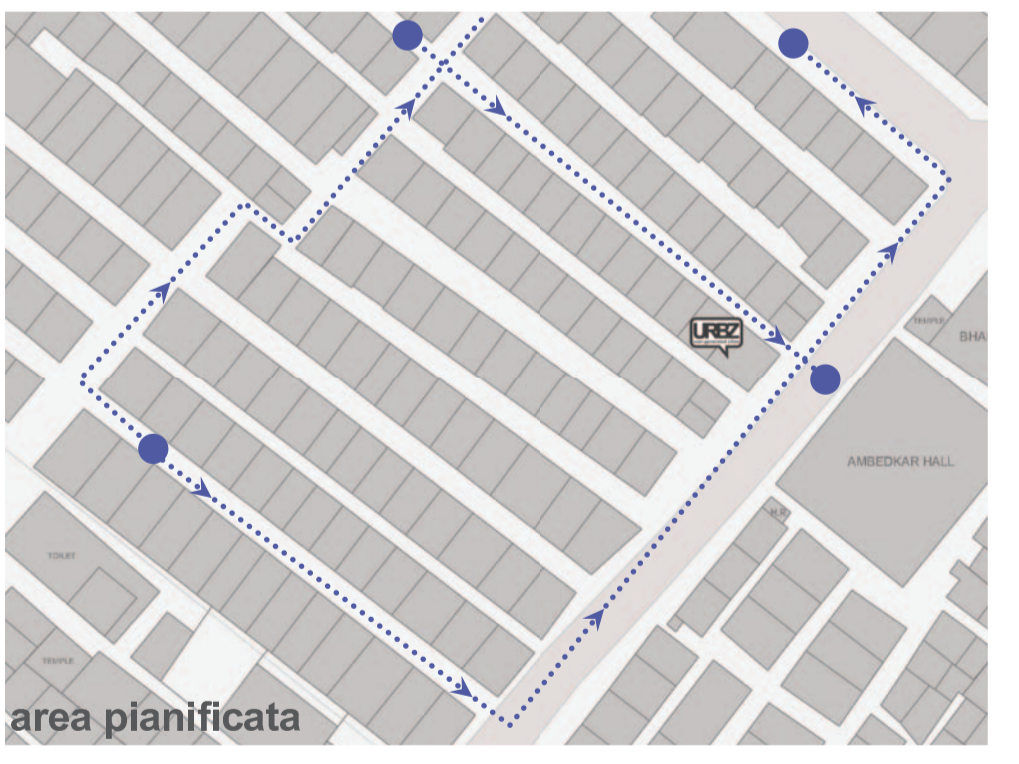 URBZ
TEMPLE
BHA
AMBEDKAR HALL
TOILET
TEMPLE
area pianificata